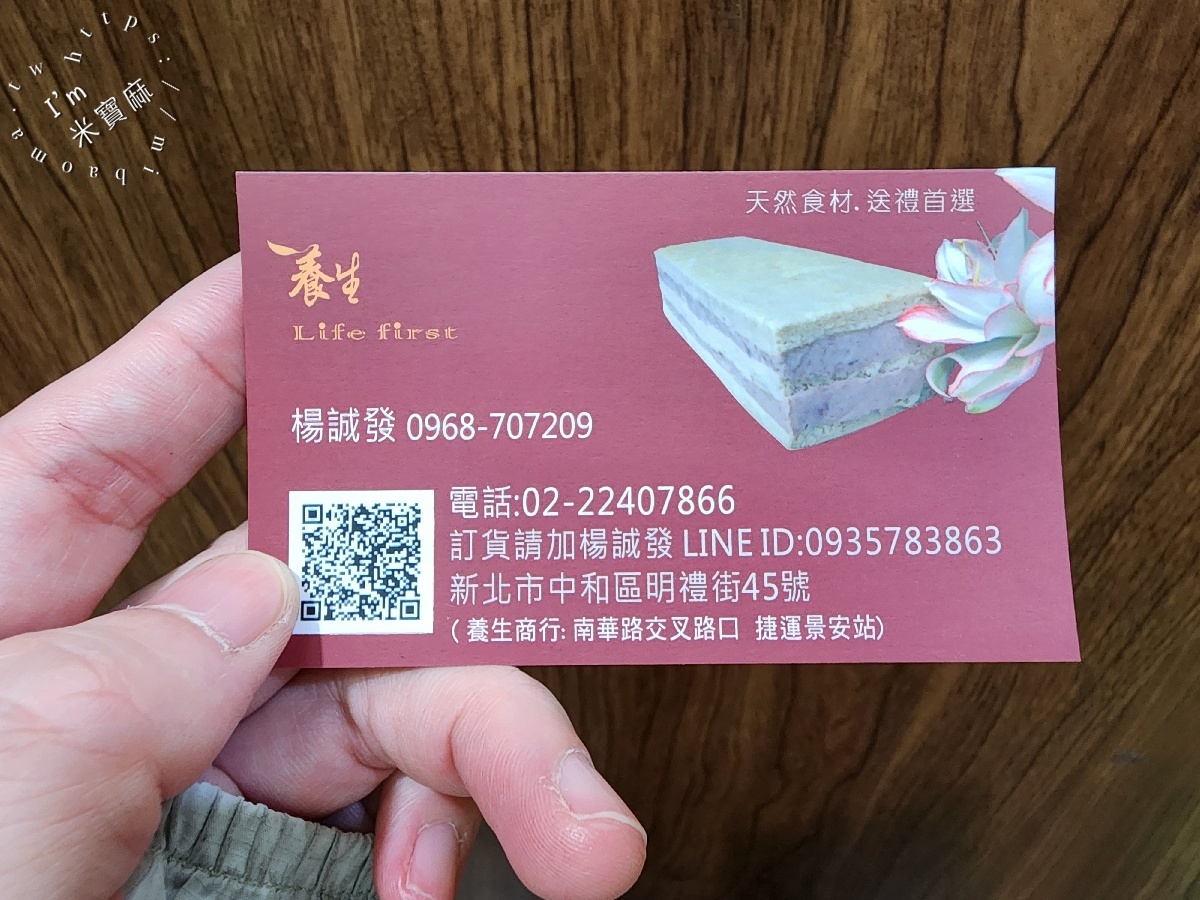 https://mibaoma.tw
I'm
米寶麻
天然食材.送禮首選
養生
Life first
楊誠發 0968-707209
電話:02-22407866
訂貨請加楊誠發 LINE ID:0935783863
新北市中和區明禮街45號
( 養生商行: 南華路交叉路口 捷運景安站)